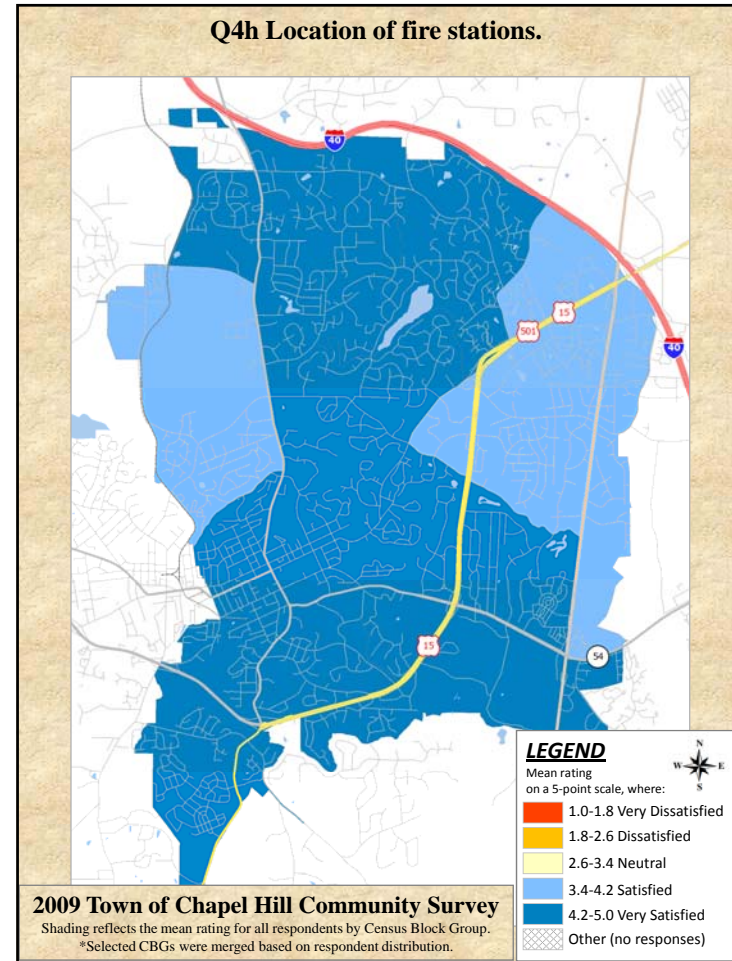 Q4h Location of fire stations.
40
15
501
40
15
54
LEGEND
N
W E
S
Mean rating
on a 5-point scale, where:
1.0-1.8 Very Dissatisfied
1.8-2.6 Dissatisfied
2.6-3.4 Neutral
3.4-4.2 Satisfied
4.2-5.0 Very Satisfied
Other (no responses)
2009 Town of Chapel Hill Community Survey
Shading reflects the mean rating for all respondents by Census Block Group.
*Selected CBGs were merged based on respondent distribution.